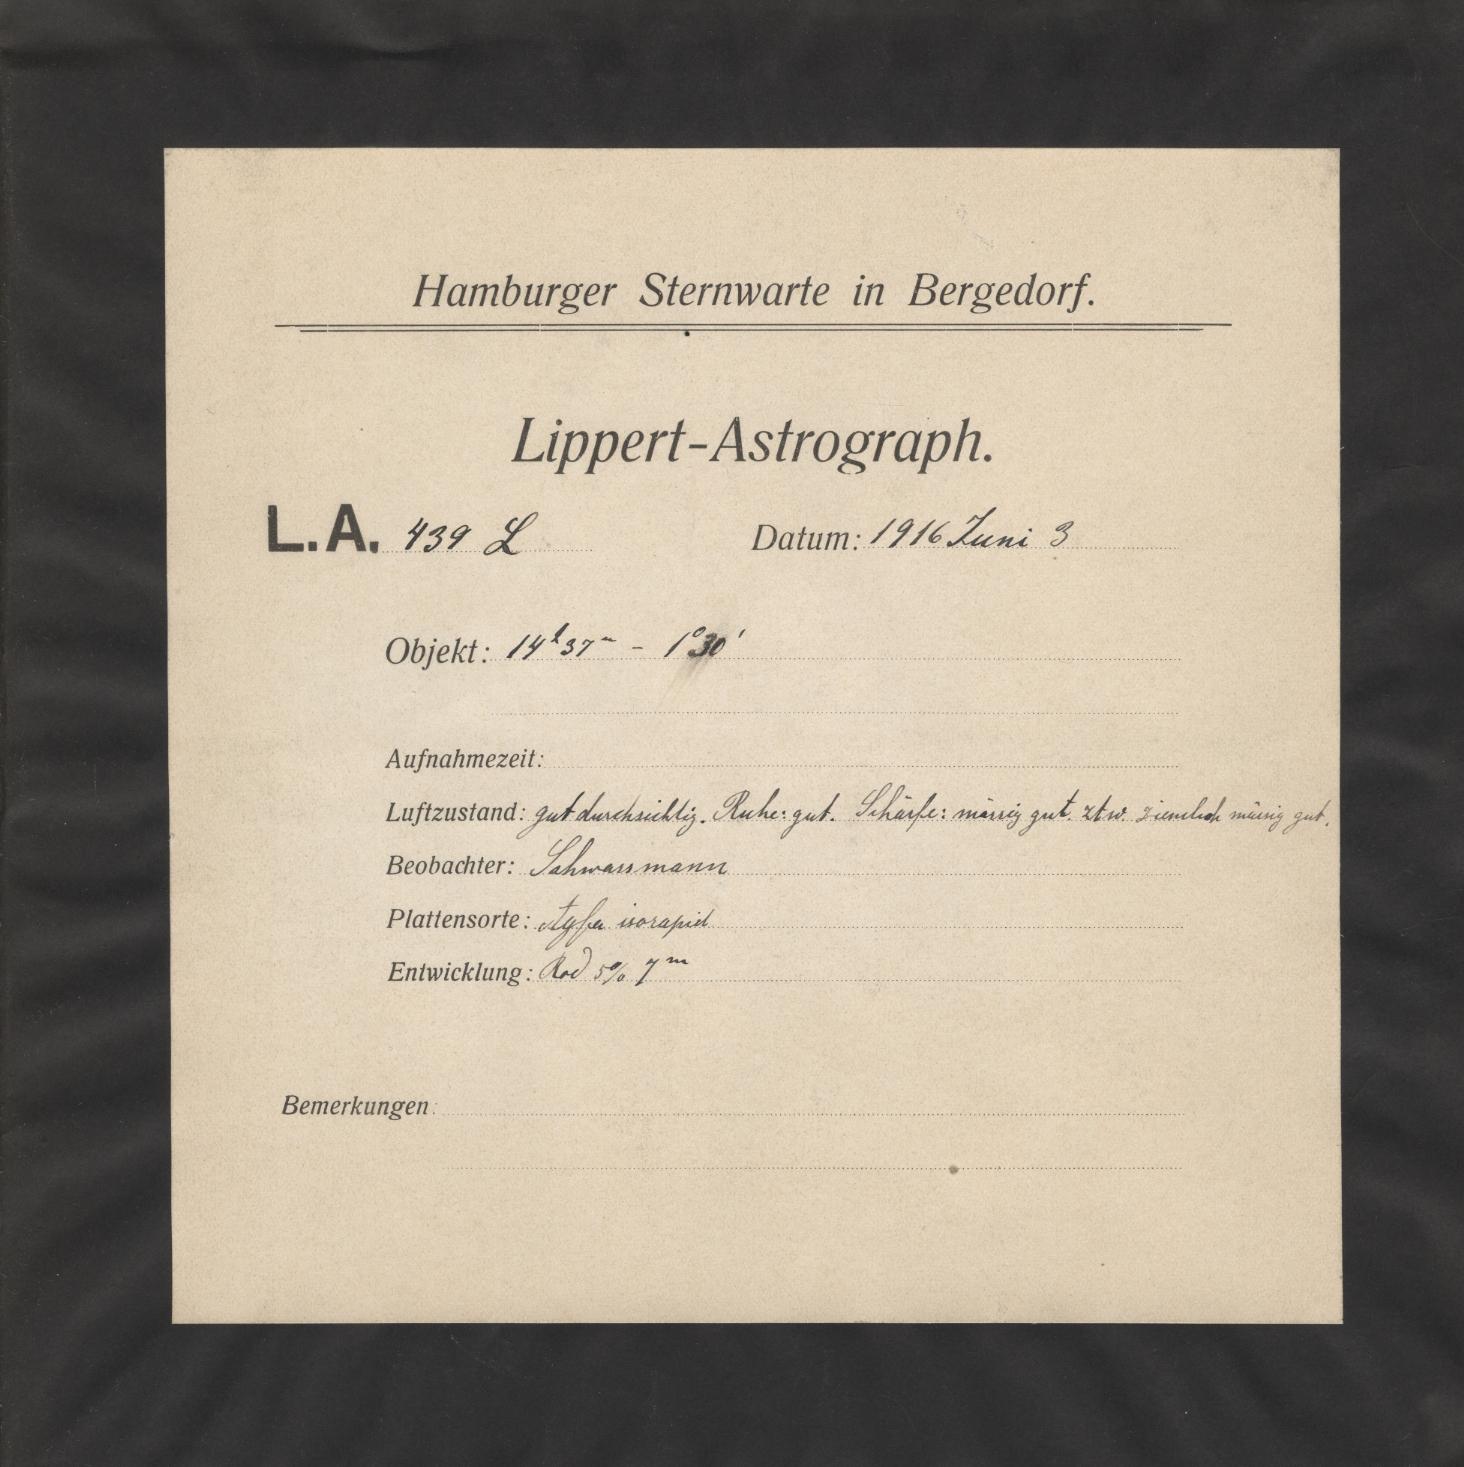 Hamburger Sternwarte in Bergedorf.
Lippert-Astrograph.
L.A. 439 L Datum: 1916 Juni 3
Objekt: 14h37m - 1°30'
Aufnahmezeit:
Luftzustand: gut durchsichtig. Ruhe: gut. Schärfe: mässig gut. ztw. ziemlich mässig gut.
Beobachter: Schwassmann
Plattensorte: Agfa isorapid
Entwicklung: Rod 5% 7m
Bemerkungen: